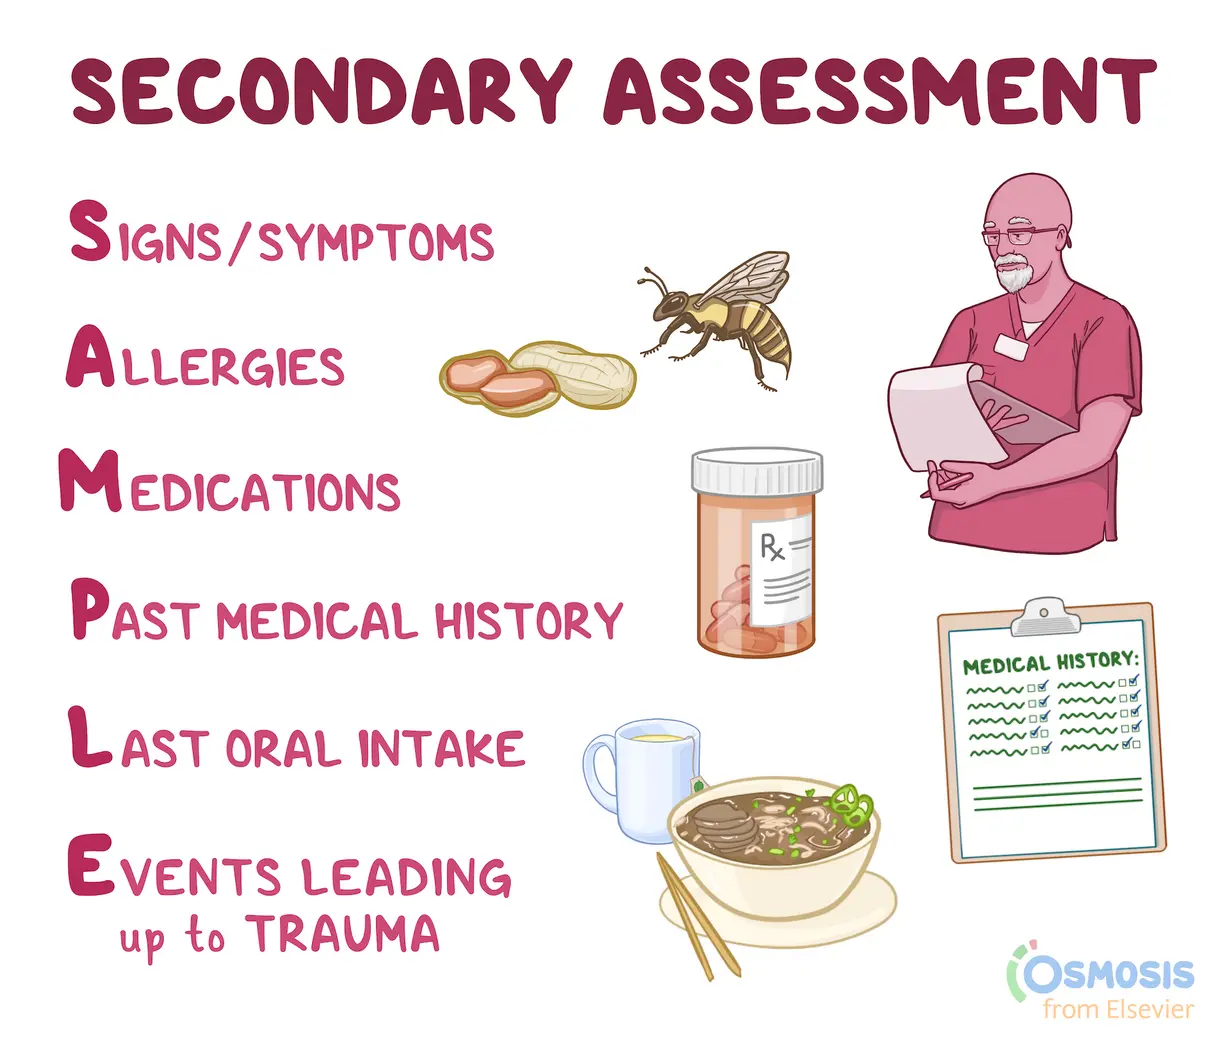 SECONDARY ASSESSMENT
SIGNS/SYMPTOMS
ALLERGIES
MEDICATIONS
Rx
PAST MEDICAL HISTORY
MEDICAL HISTORY:
LAST ORAL INTAKE
EVENTS LEADING
up to TRAUMA
OSMOSIS
from Elsevier